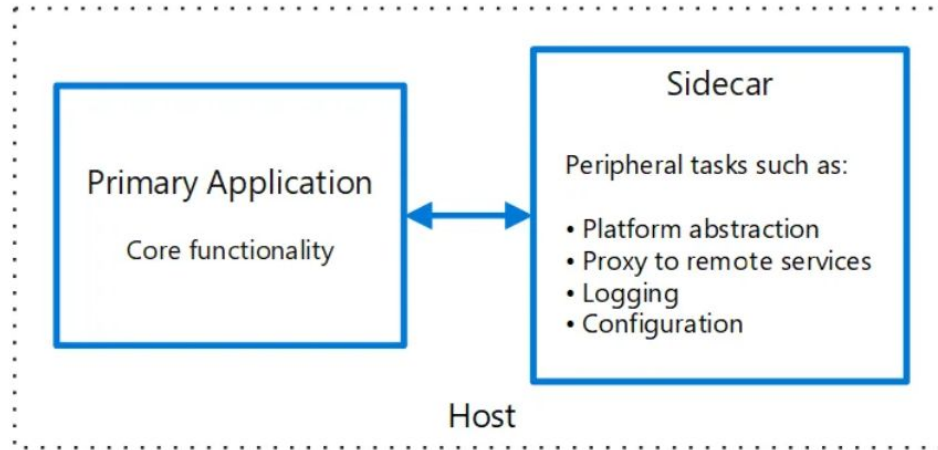 Primary Application
Core functionality
Sidecar
Peripheral tasks such as:
• Platform abstraction
• Proxy to remote services
• Logging
• Configuration
Host